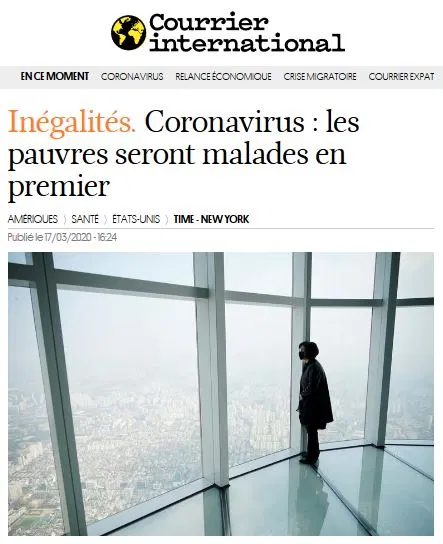 Courrier
international
EN CE MOMENT CORONAVIRUS RELANCE ÉCONOMIQUE CRISE MIGRATOIRE COURRIER EXPAT
Inégalités. Coronavirus : les
pauvres seront malades en
premier
AMÉRIQUES 〉 SANTÉ 〉 ÉTATS-UNIS 〉 TIME - NEW YORK
Publié le 17/03/2020 - 16:24